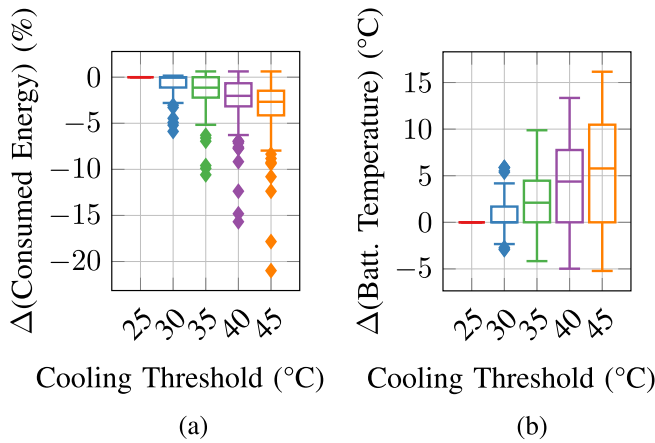 Δ(Consumed Energy) (%)
0
−5
−10
−15
−20
25 30 35 40 45
Cooling Threshold (°C)
(a)
Δ(Batt. Temperature) (°C)
15
10
5
0
−5
25 30 35 40 45
Cooling Threshold (°C)
(b)